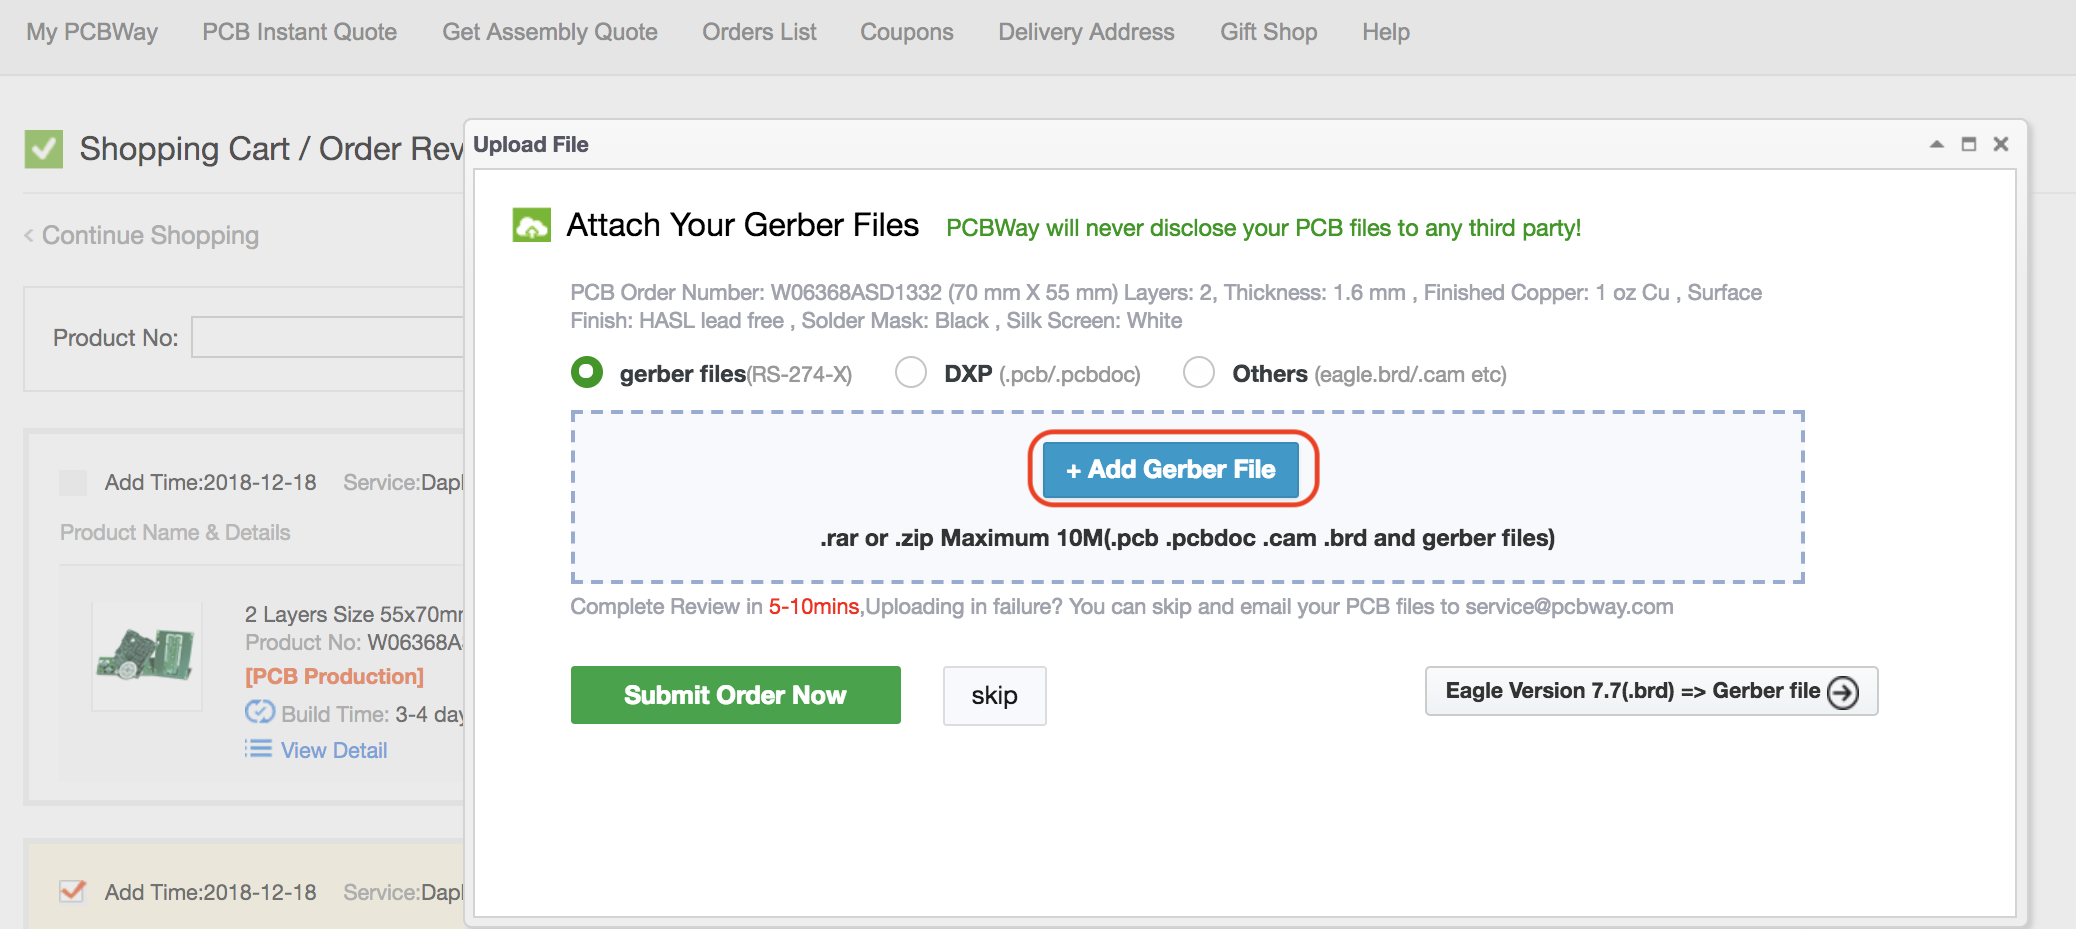 My PCBWay PCB Instant Quote Get Assembly Quote Orders List Coupons Delivery Address Gift Shop Help
Shopping Cart / Order Rev
< Continue Shopping
Product No:
Add Time:2018-12-18 Service:Dapl
Product Name & Details
2 Layers Size 55x70mm
Product No: W06368A
[PCB Production]
Build Time: 3-4 day
View Detail
Add Time:2018-12-18 Service:Dapl
Upload File
Attach Your Gerber Files PCBWay will never disclose your PCB files to any third party!
PCB Order Number: W06368ASD1332 (70 mm X 55 mm) Layers: 2, Thickness: 1.6 mm , Finished Copper: 1 oz Cu , Surface
Finish: HASL lead free , Solder Mask: Black , Silk Screen: White
gerber files(RS-274-X) DXP (.pcb/.pcbdoc) Others (eagle.brd/.cam etc)
+ Add Gerber File
.rar or .zip Maximum 10M(.pcb .pcbdoc .cam .brd and gerber files)
Complete Review in 5-10mins,Uploading in failure? You can skip and email your PCB files to service@pcbway.com
Submit Order Now skip Eagle Version 7.7(.brd) => Gerber file